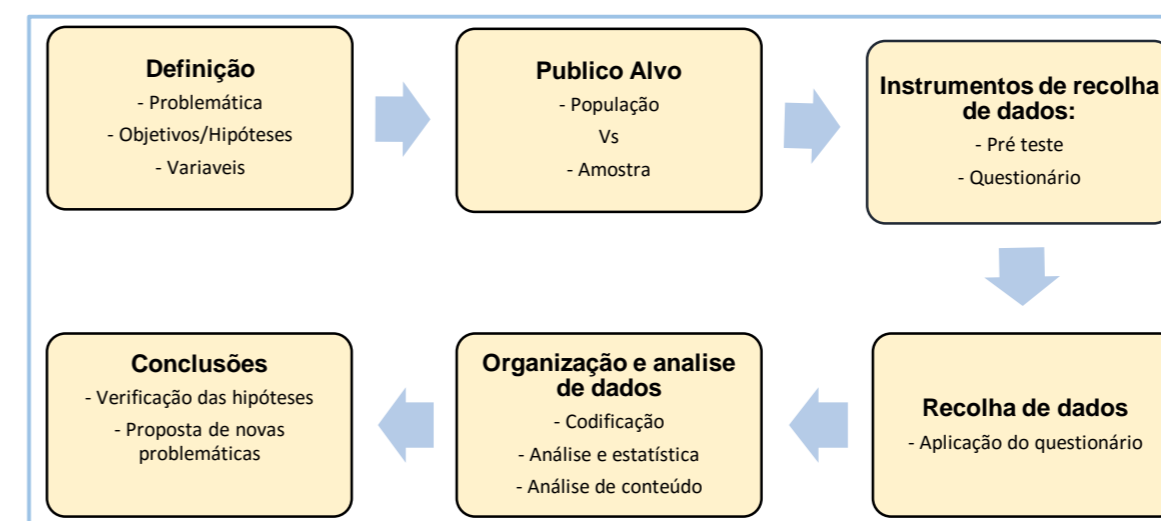 Definição
- Problemática
- Objetivos/Hipóteses
- Variaveis
Publico Alvo
- População
Vs
- Amostra
Instrumentos de recolha
de dados:
- Pré teste
- Questionário
Recolha de dados
- Aplicação do questionário
Organização e analise
de dados
- Codificação
- Análise e estatística
- Análise de conteúdo
Conclusões
- Verificação das hipóteses
- Proposta de novas
problemáticas